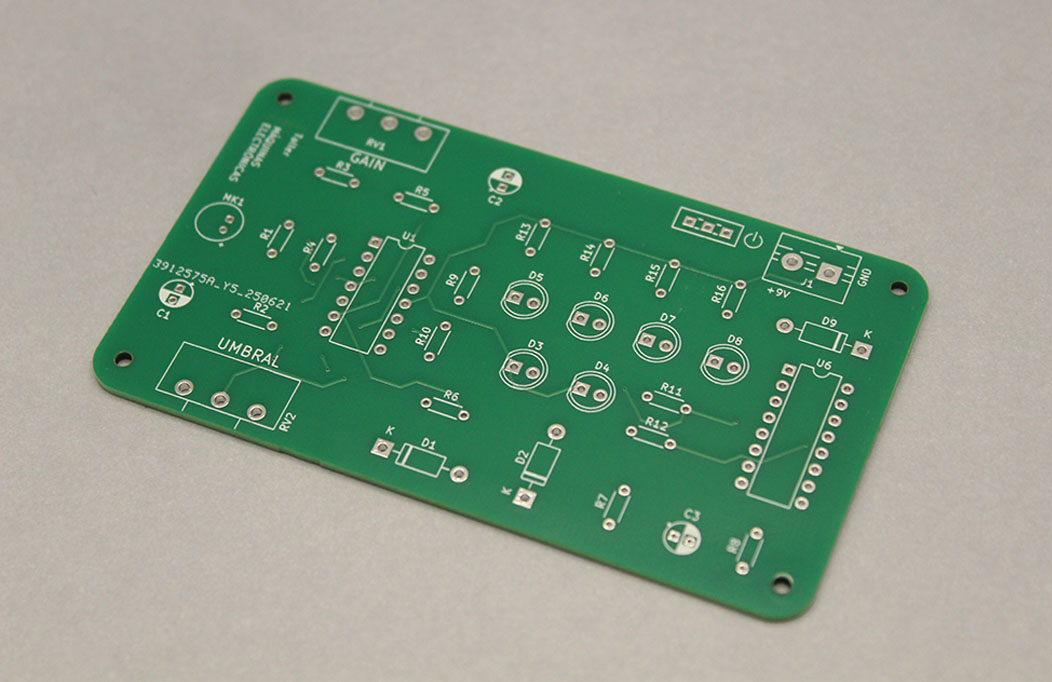 Taller
MÁQUINAS
ELECTRÓNICAS
RV1
GAIN
R3
R5
C2
MK1
R1
R4
U1
R13
R14
R15
R16
GND
J1
+9V
3912575A_Y5_250621
C1
R2
R9
D5
D6
D7
D8
D9
K
U6
UMBRAL
RV2
R10
D3
D4
R11
R12
R6
K
D1
D2
K
R7
C3
R8